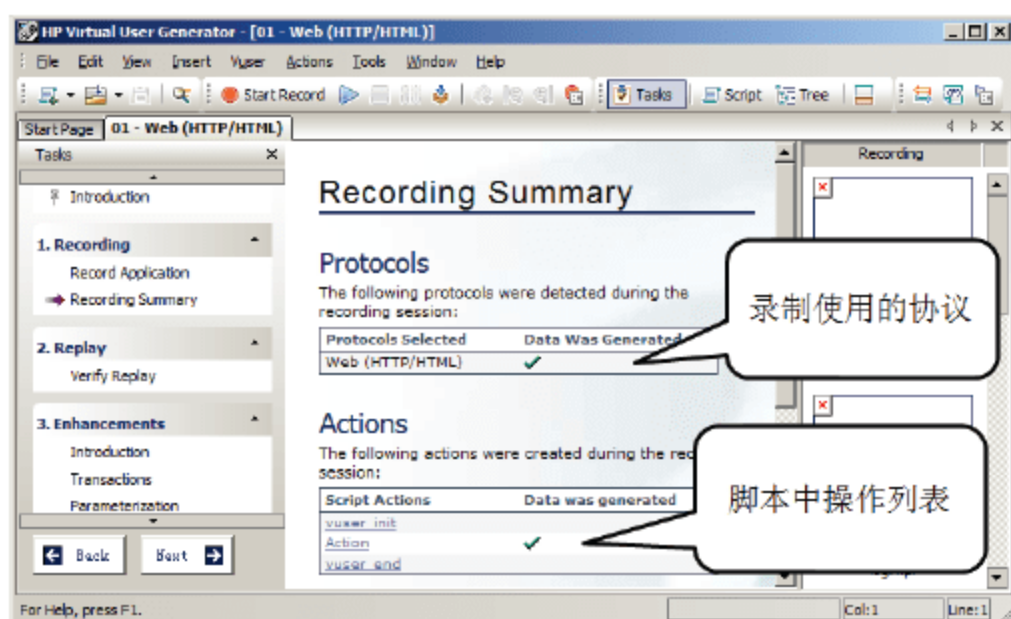 HP Virtual User Generator - [01 - Web (HTTP/HTML)]
File Edit View Insert Vuser Actions Tools Window Help
Start Record Tasks Script Tree
Start Page 01 - Web (HTTP/HTML)
Tasks
Introduction
1. Recording
Record Application
Recording Summary
2. Replay
Verify Replay
3. Enhancements
Introduction
Transactions
Parameterization
Back Next
Recording Summary
Protocols
The following protocols were detected during the
recording session:
Protocols Selected Data Was Generated
Web (HTTP/HTML)
Actions
The following actions were created during the rec
session:
Script Actions Data was generated
vuser_init
Action
vuser_end
Recording
录制使用的协议
脚本中操作列表
For Help, press F1.
Col:1 Line:1